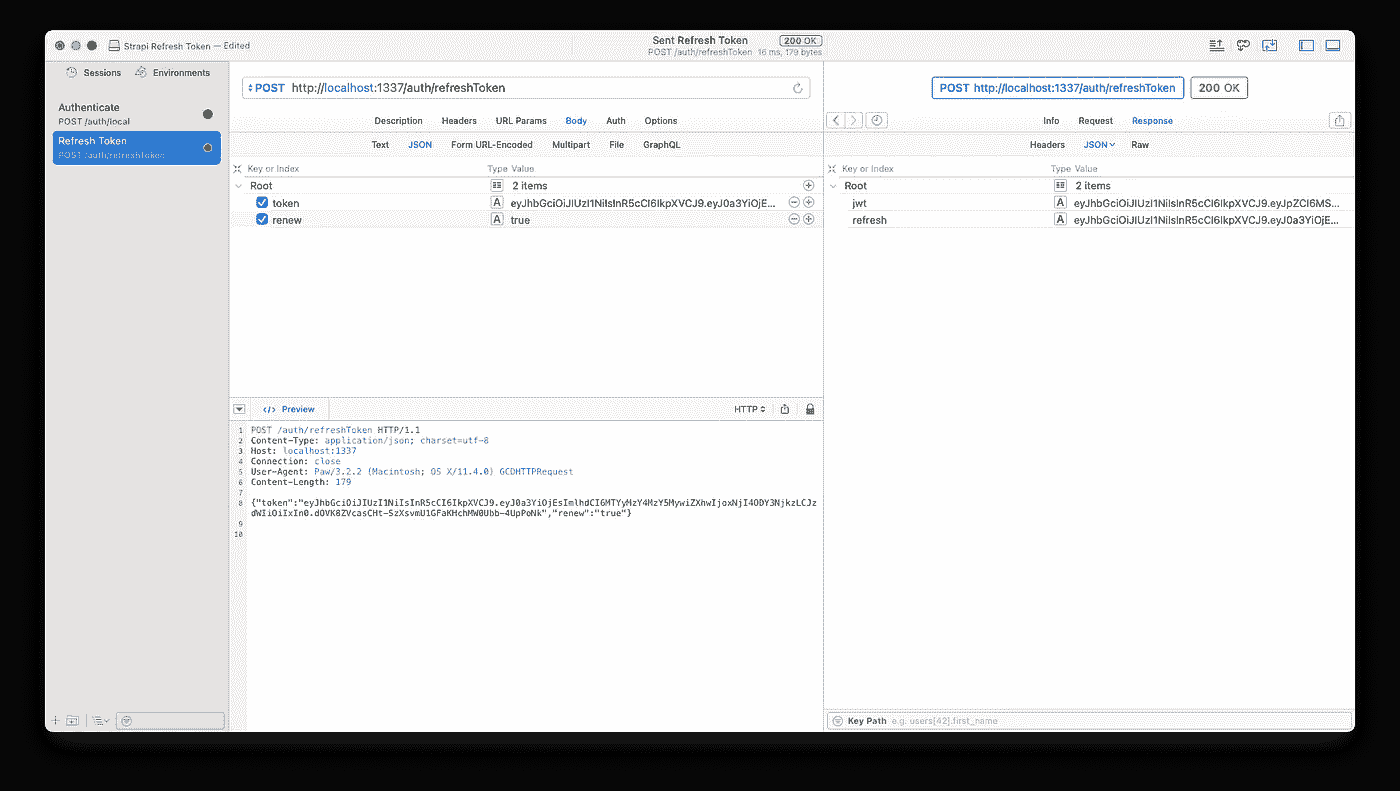 Strapi Refresh Token — Edited
Sent Refresh Token 200 OK
POST /auth/refreshToken 16 ms, 179 bytes
Sessions Environments
Authenticate
POST /auth/local
Refresh Token
POST /auth/refreshToken
POST http://localhost:1337/auth/refreshToken
Description Headers URL Params Body Auth Options
Text JSON Form URL-Encoded Multipart File GraphQL
Key or Index Type Value
Root 2 items
token A eyJhbGciOiJIUzI1NiIsInR5cCI6IkpXVCJ9.eyJ0a3YiOjE...
renew A true
Preview HTTP
1 POST /auth/refreshToken HTTP/1.1
2 Content-Type: application/json; charset=utf-8
3 Host: localhost:1337
4 Connection: close
5 User-Agent: Paw/3.2.2 (Macintosh; OS X/11.4.0) GCDHTTPRequest
6 Content-Length: 179
7
8 {"token":"eyJhbGciOiJIUzI1NiIsInR5cCI6IkpXVCJ9.eyJ0a3YiOjEsImlhdCI6MTYyMzY4MzY5MywiZXhwIjoxNjI4ODY3NjkzLCJz
dWIiOiIxIn0.dOVK8ZVcasCHt-SzXsvmU1GFaKHchMW0Ubb-4UpPoNk","renew":"true"}
9
10
POST http://localhost:1337/auth/refreshToken 200 OK
Info Request Response
Headers JSON Raw
Key or Index Type Value
Root 2 items
jwt A eyJhbGciOiJIUzI1NiIsInR5cCI6IkpXVCJ9.eyJpZCI6MS...
refresh A eyJhbGciOiJIUzI1NiIsInR5cCI6IkpXVCJ9.eyJ0a3YiOjE...
Key Path e.g. users[42].first_name